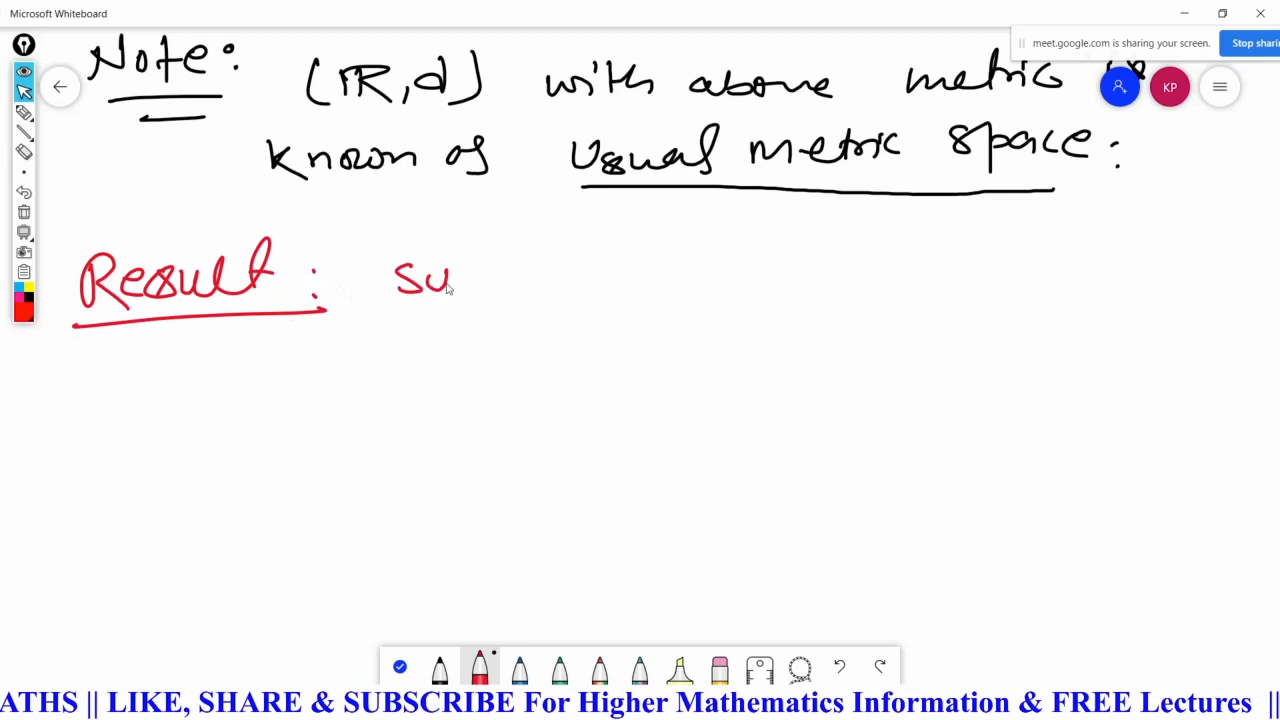 Microsoft Whiteboard
meet.google.com is sharing your screen.
Stop shari
Note: (IR, d) with above metric is
KP
known as usual metric space:
Result: su
ATHS || LIKE, SHARE & SUBSCRIBE For Higher Mathematics Information & FREE Lectures ||